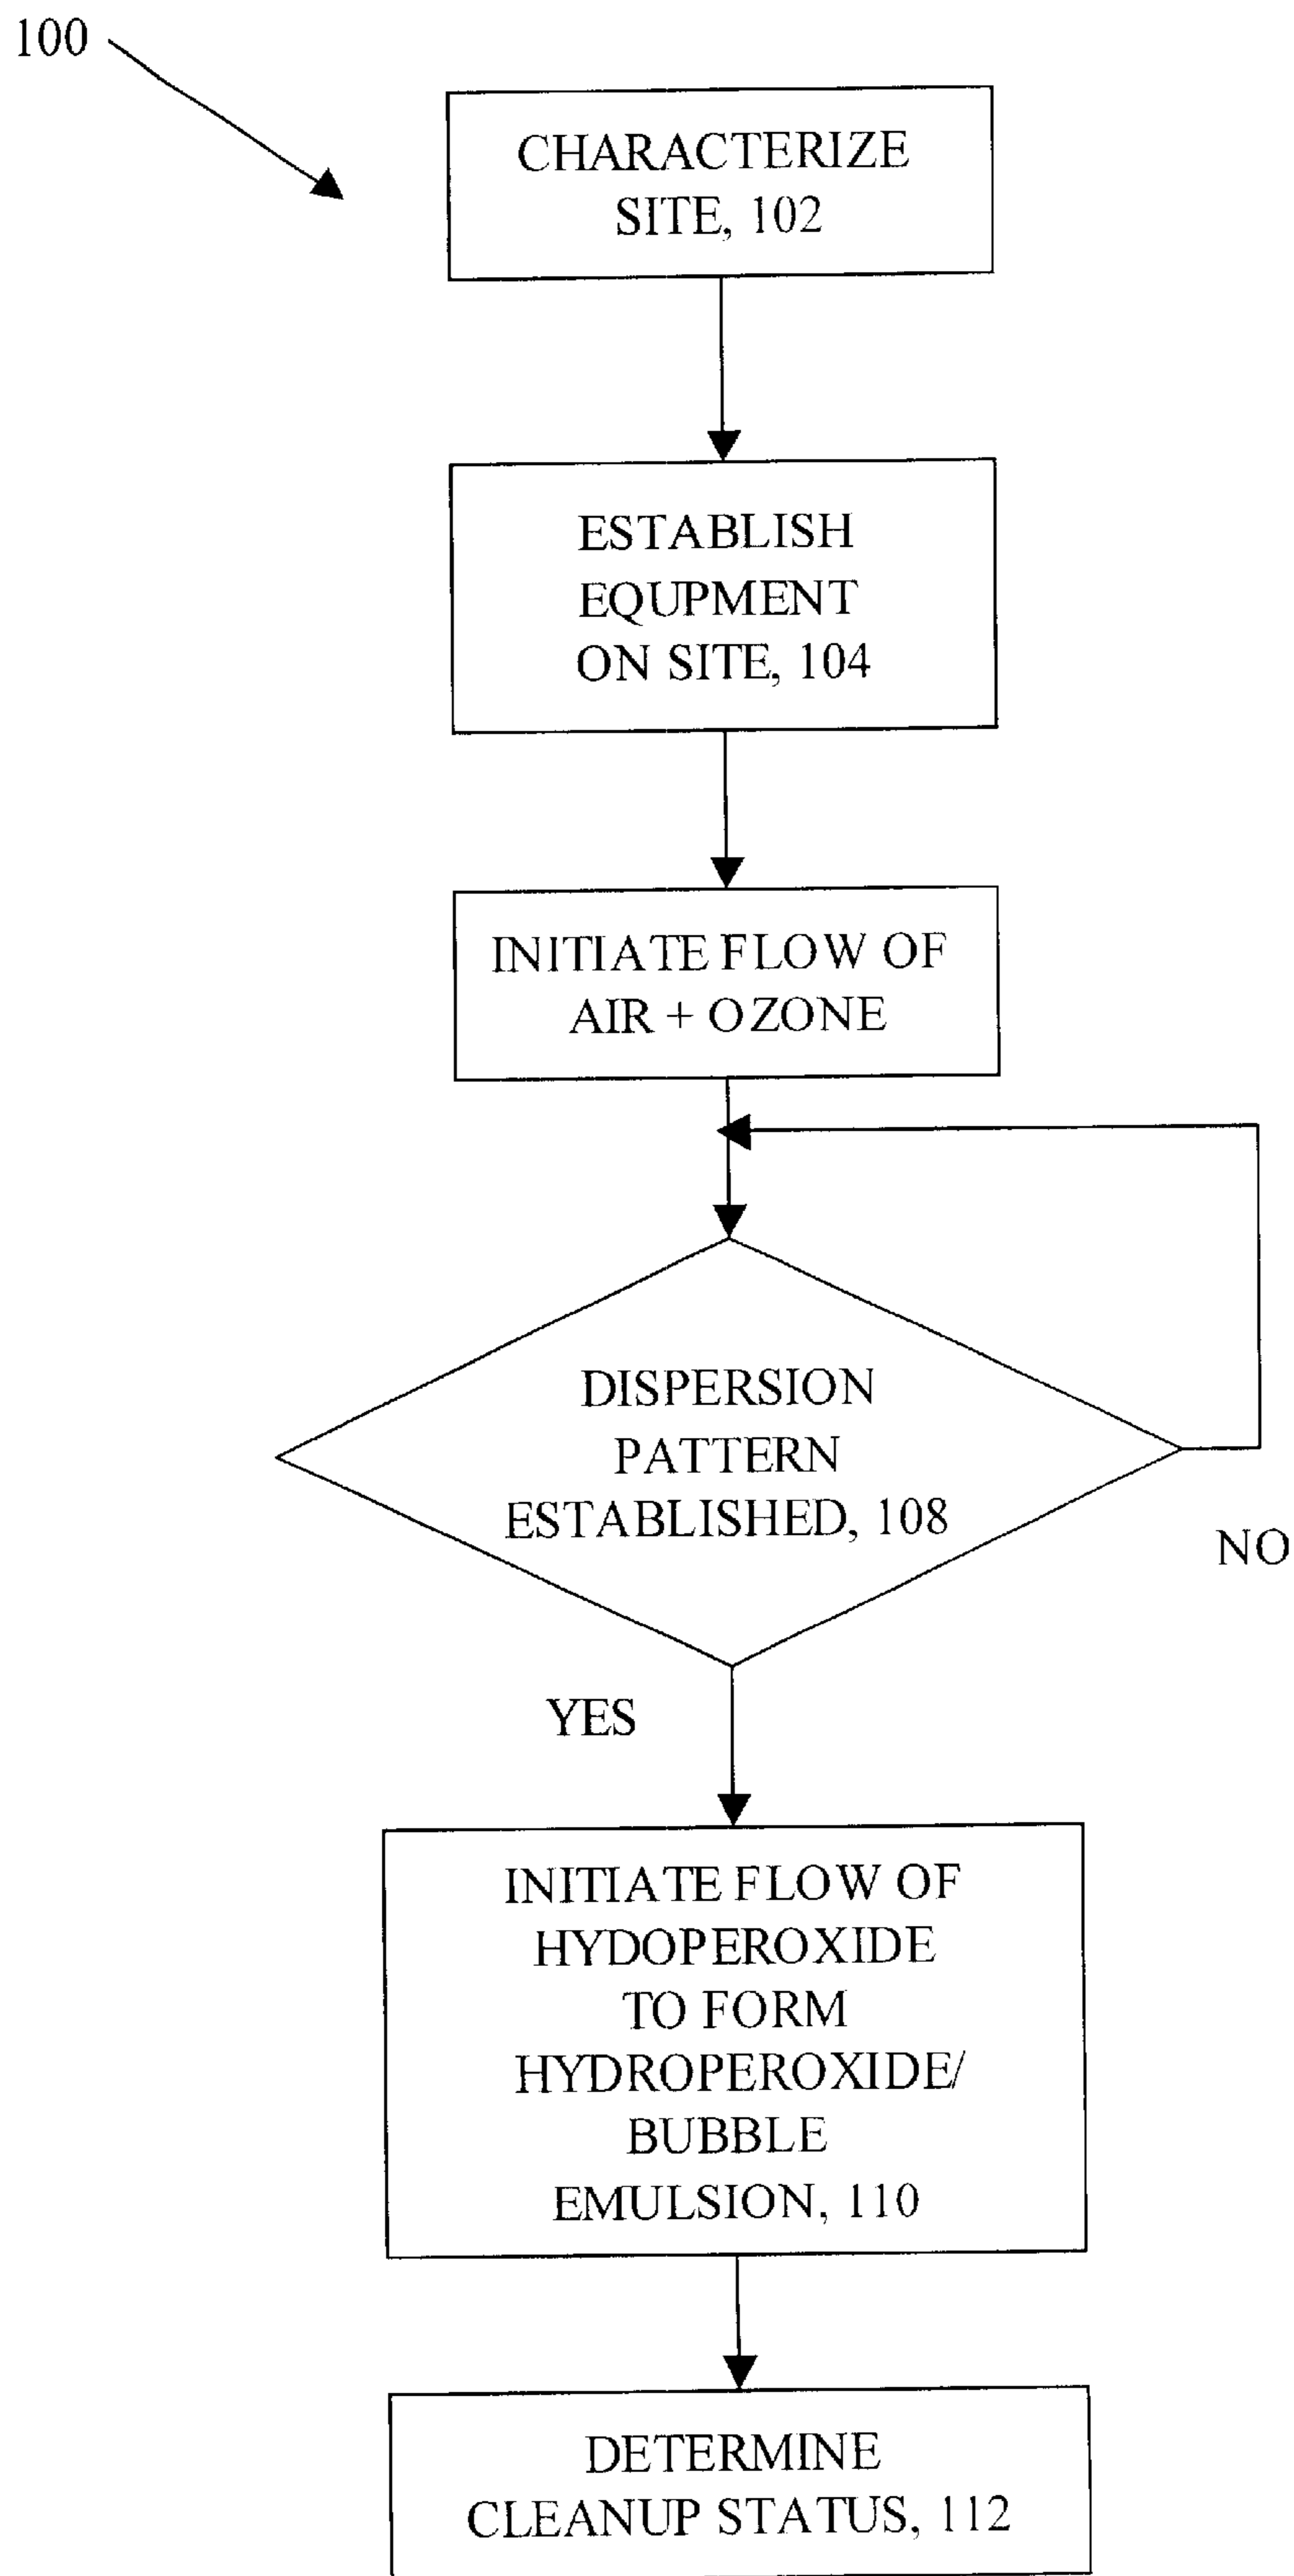 100
CHARACTERIZE
SITE, 102
ESTABLISH
EQUPMENT
ON SITE, 104
INITIATE FLOW OF
AIR + OZONE
DISPERSION
PATTERN
ESTABLISHED, 108
NO
YES
INITIATE FLOW OF
HYDOPEROXIDE
TO FORM
HYDROPEROXIDE/
BUBBLE
EMULSION, 110
DETERMINE
CLEANUP STATUS, 112